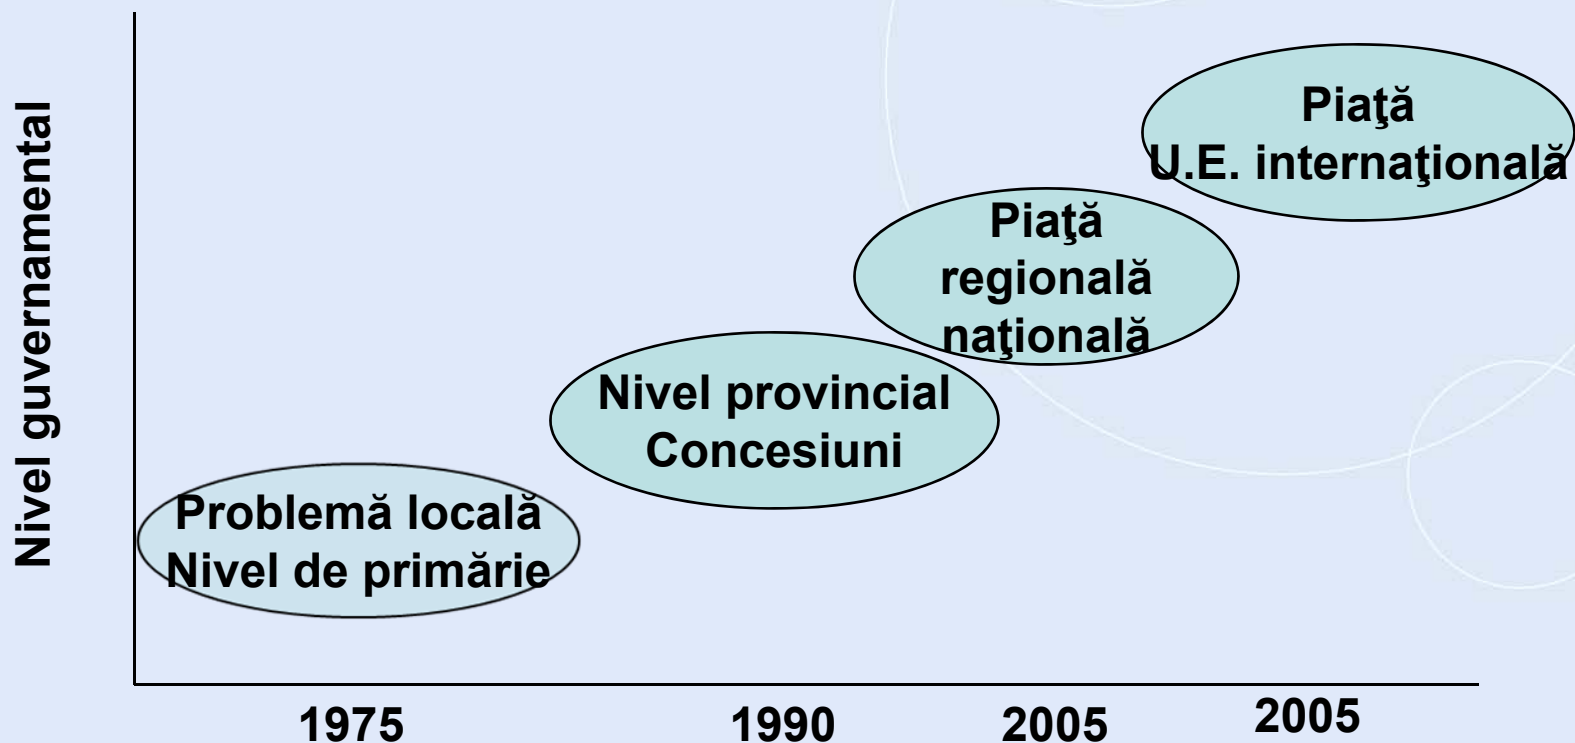 Nivel guvernamental
Piaţă
U.E. internaţională
Piaţă
regională
naţională
Nivel provincial
Concesiuni
Problemă locală
Nivel de primărie
1975
1990
2005
2005